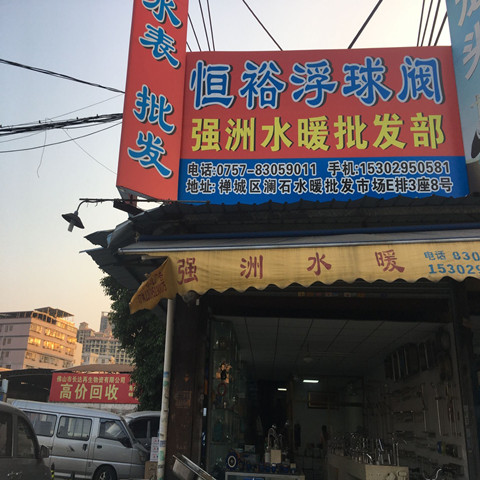 水表 批发
恒裕浮球阀
强洲水暖批发部
电话:0757-83059011 手机:15302950581
地址:禅城区澜石水暖批发市场E排3座8号
强洲水暖
电话 830
153029
高价回收